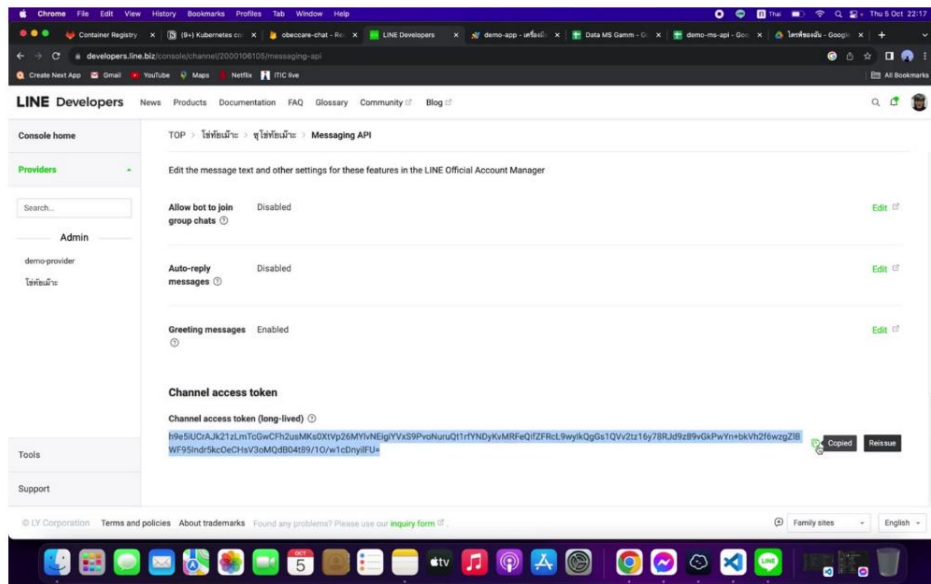 Chrome File Edit View History Bookmarks Profiles Tab Window Help
Thai
Thu 5 Oct 22:17
Container Registry
(9+) Kubernetes
obeccare-chat
LINE Developers
demo-app
Data MS Gamm
demo-ms-api
developers.line.biz/console/channel/2000106105/messaging-api
Create Next App Gmail YouTube Maps Netflix ITIC live All Bookmarks
LINE Developers News Products Documentation FAQ Glossary Community Blog
Console home
TOP > > > Messaging API
Providers
Edit the message text and other settings for these features in the LINE Official Account Manager
Search...
Allow bot to join group chats Disabled Edit
Admin
demo-provider
Auto-reply messages Disabled Edit
Greeting messages Enabled Edit
Channel access token
Channel access token (long-lived)
Copied Reissue
Tools
Support
© LY Corporation Terms and policies About trademarks Found any problems? Please use our inquiry form
Family sites English
OCT
5
tv
LINE